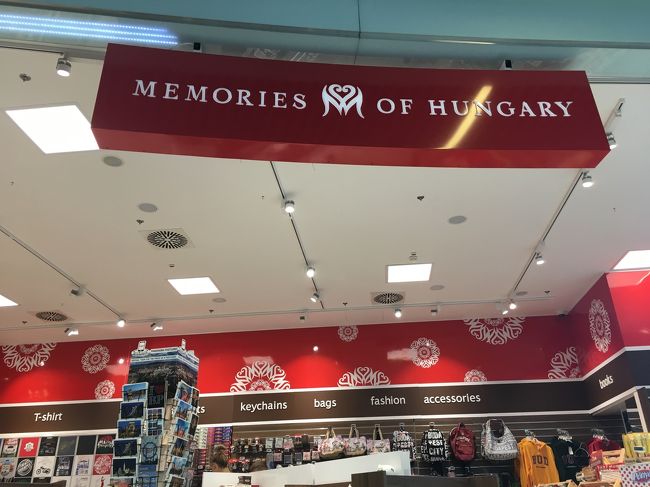 MEMORIES OF HUNGARY
T-shirt
keychains bags fashion accessories
books